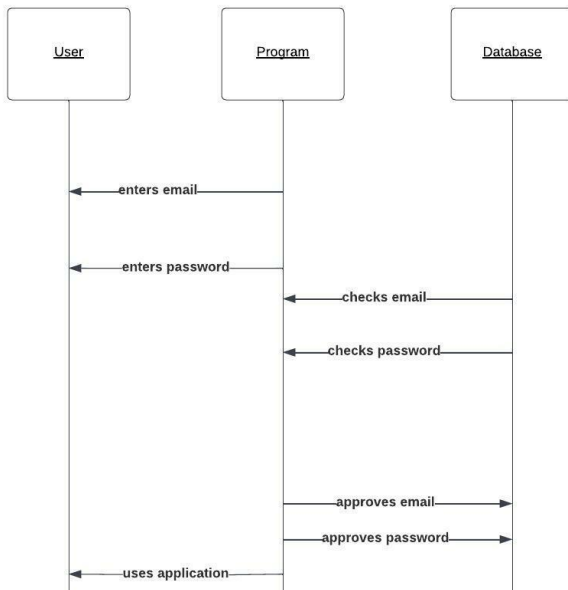 User
Program
Database
enters email
enters password
checks email
checks password
approves email
approves password
uses application